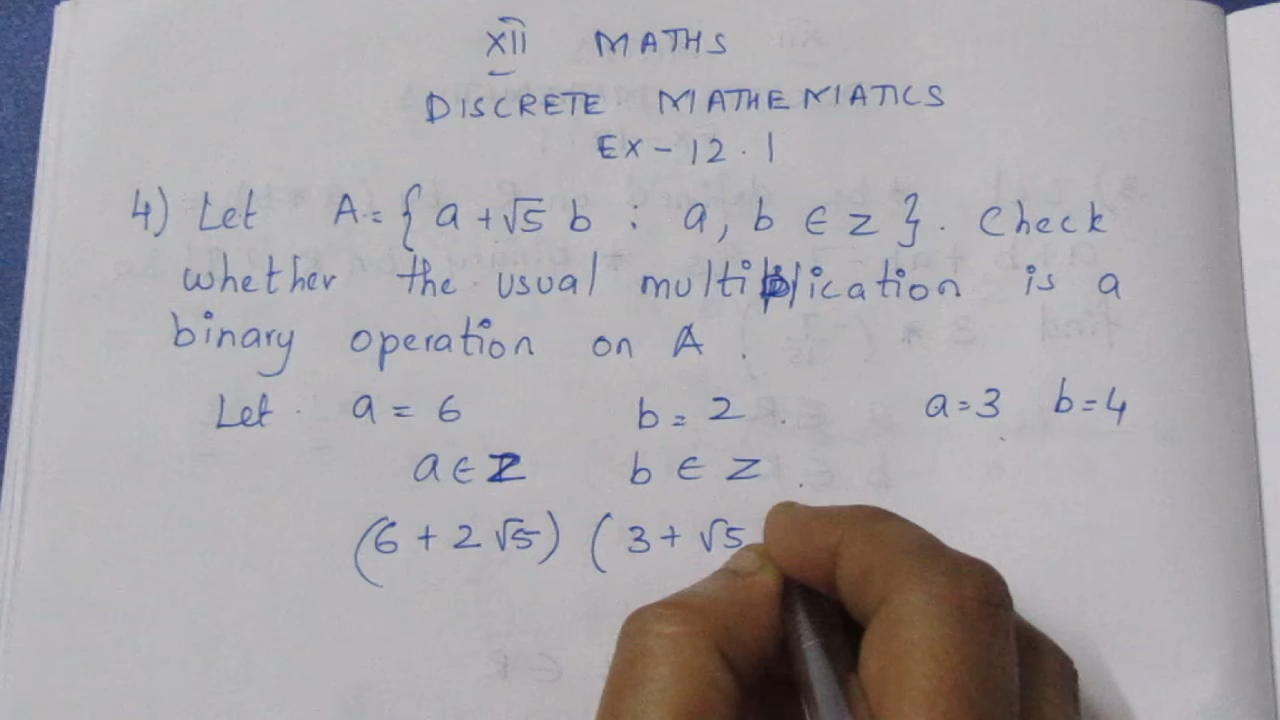 XII MATHS
DISCRETE MATHEMATICS
EX - 12.1
4) Let A = { a + √5 b : a, b ∈ z }. Check
whether the usual multiplication is a
binary operation on A.
Let a = 6 b = 2 a = 3 b = 4
a ∈ Z b ∈ Z
(6 + 2√5) (3 + √5